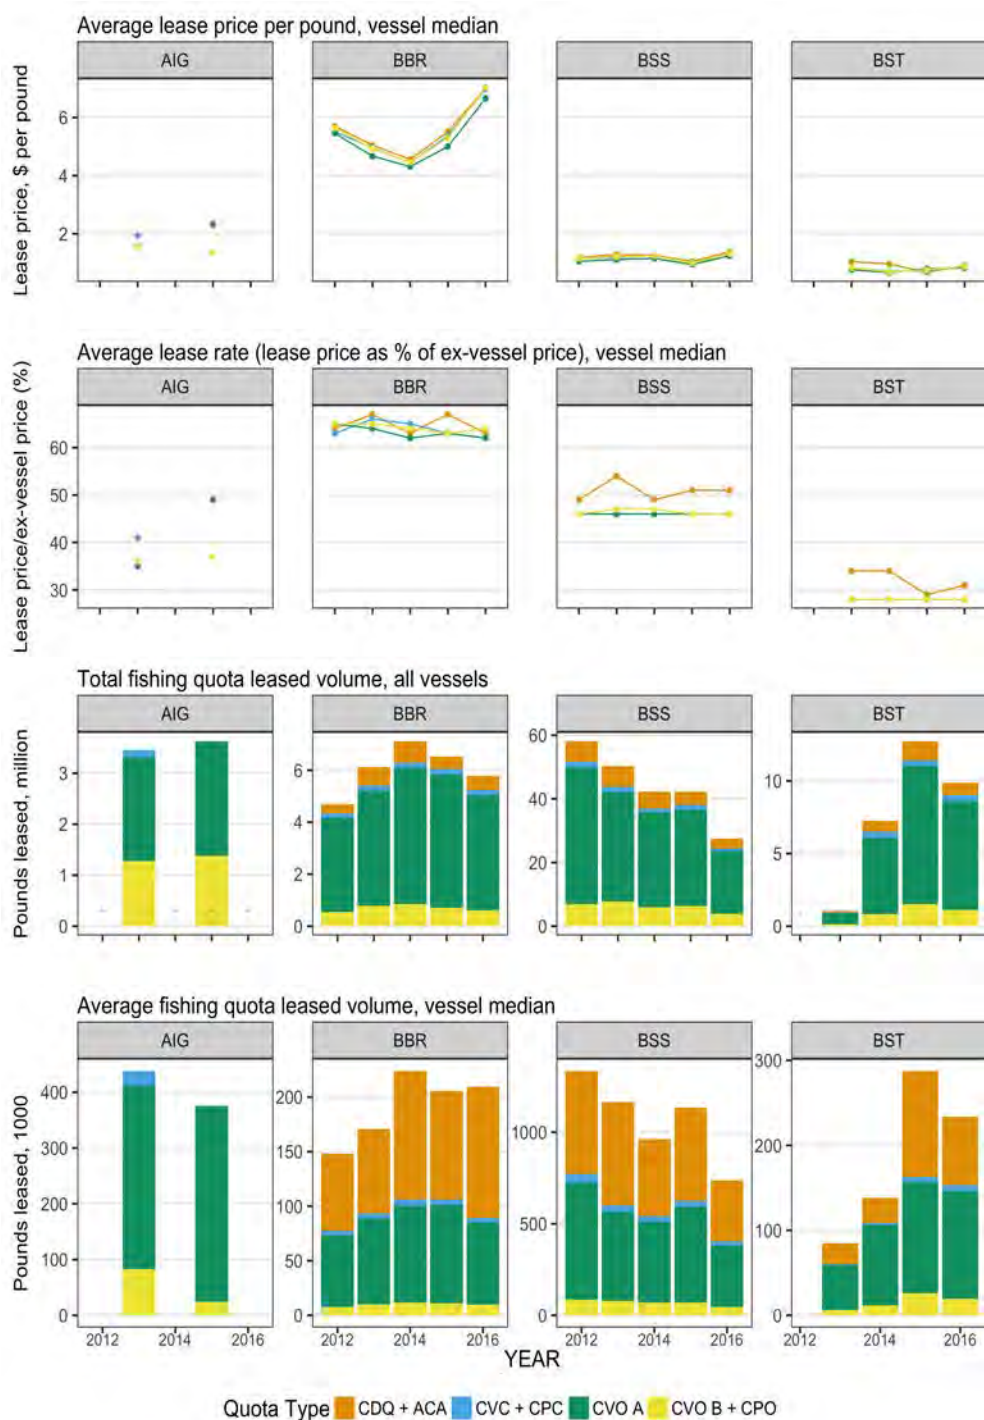 Average lease price per pound, vessel median
AIG BBR BSS BST
Lease price, $ per pound
6
4
2
Average lease rate (lease price as % of ex-vessel price), vessel median
AIG BBR BSS BST
Lease price/ex-vessel price (%)
60
50
40
30
Total fishing quota leased volume, all vessels
AIG BBR BSS BST
Pounds leased, million
3 6 60 10
2 4 40 5
1 2 20 0
0 0 0
Average fishing quota leased volume, vessel median
AIG BBR BSS BST
Pounds leased, 1000
400 200 1000 300
300 150 500 200
200 100 0 100
100 50 0
0 0
2012 2014 2016 2012 2014 2016 2012 2014 2016 2012 2014 2016
YEAR
Quota Type CDQ + ACA CVC + CPC CVO A CVO B + CPO